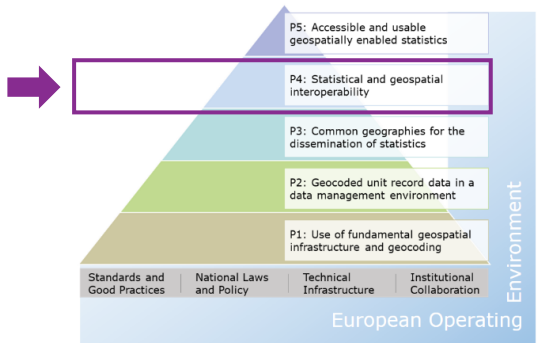 P5: Accessible and usable
geospatially enabled statistics
P4: Statistical and geospatial
interoperability
P3: Common geographies for the
dissemination of statistics
P2: Geocoded unit record data in a
data management environment
P1: Use of fundamental geospatial
infrastructure and geocoding
Standards and
Good Practices
National Laws
and Policy
Technical
Infrastructure
Institutional
Collaboration
European Operating
Environment